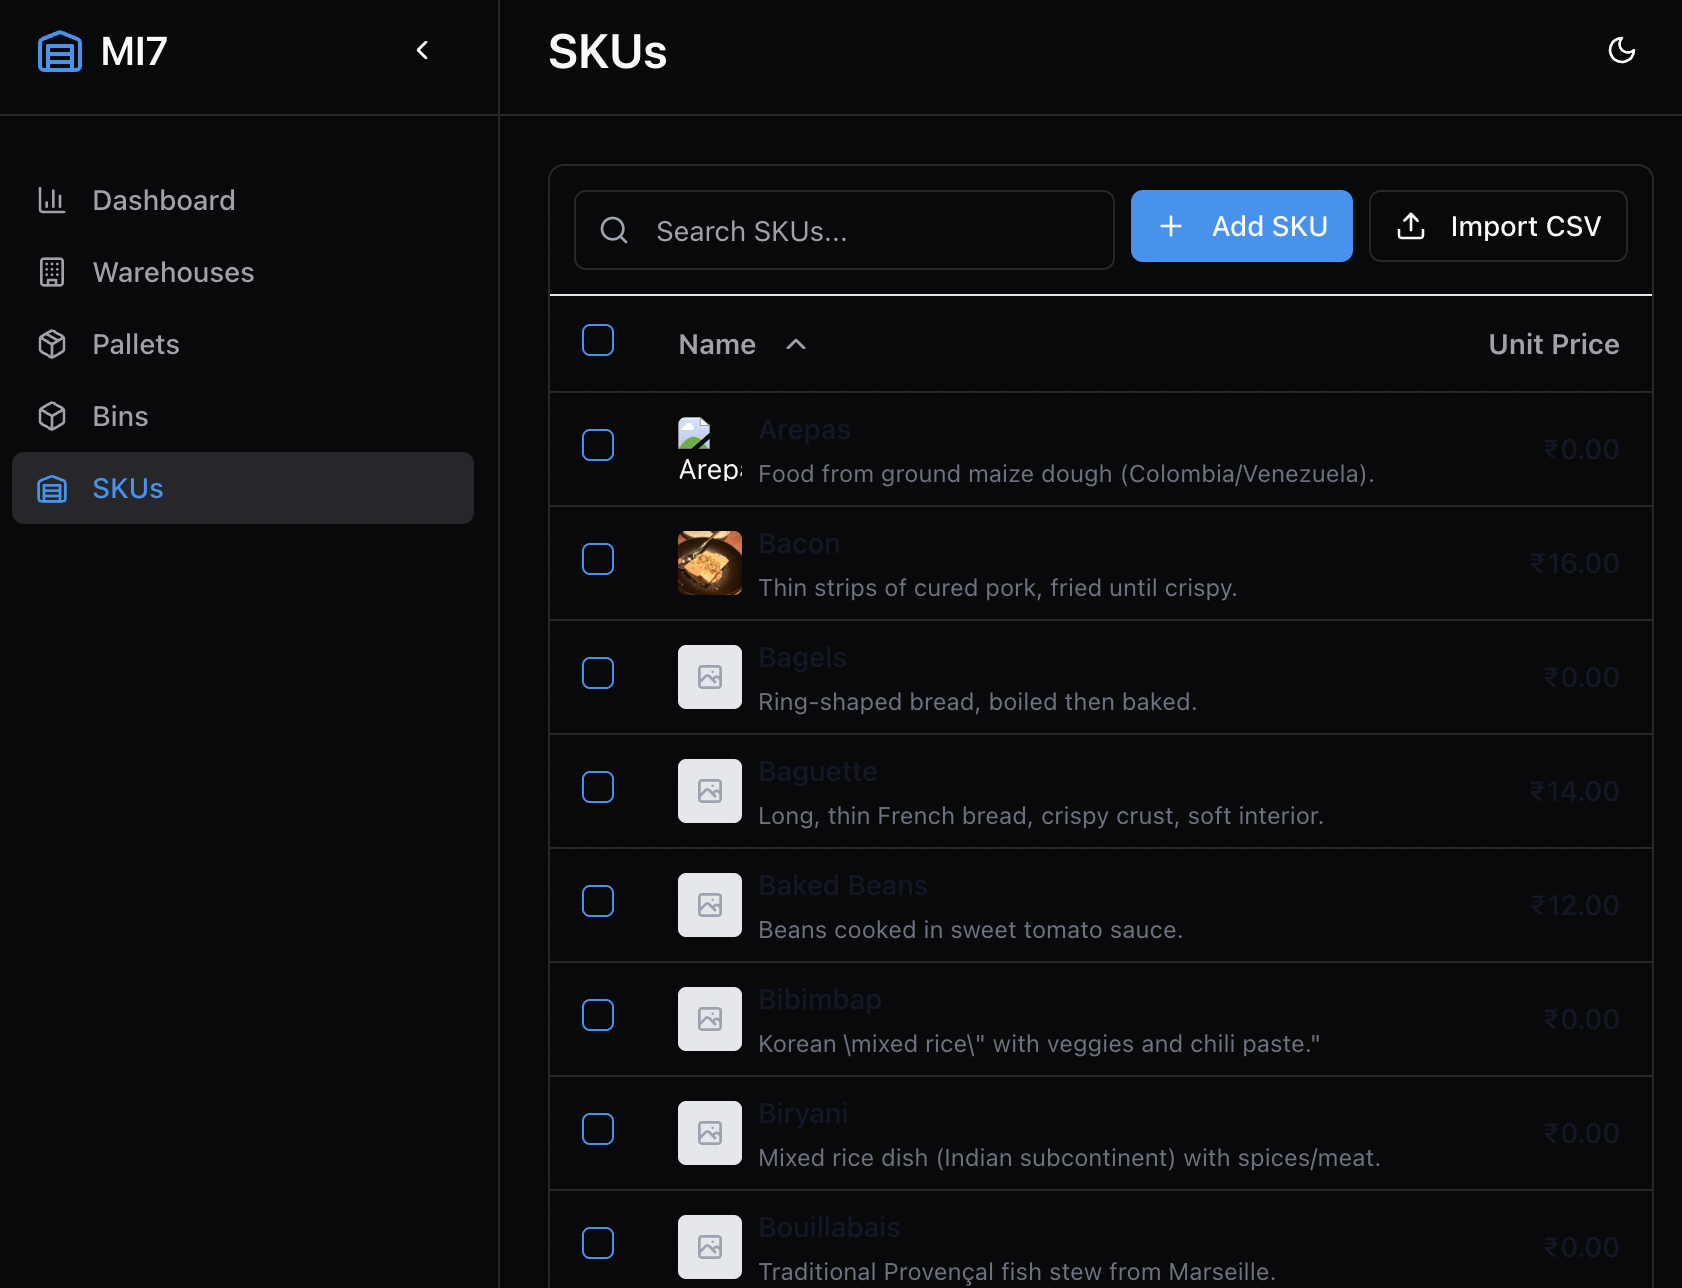 MI7
SKUs
Dashboard
Warehouses
Pallets
Bins
SKUs
Search SKUs...
Add SKU
Import CSV
Name
Unit Price
Arepas
Arepa
Food from ground maize dough (Colombia/Venezuela).
₹0.00
Bacon
Thin strips of cured pork, fried until crispy.
₹16.00
Bagels
Ring-shaped bread, boiled then baked.
₹0.00
Baguette
Long, thin French bread, crispy crust, soft interior.
₹14.00
Baked Beans
Beans cooked in sweet tomato sauce.
₹12.00
Bibimbap
Korean \mixed rice\" with veggies and chili paste."
₹0.00
Biryani
Mixed rice dish (Indian subcontinent) with spices/meat.
₹0.00
Bouillabais
Traditional Provençal fish stew from Marseille.
₹0.00